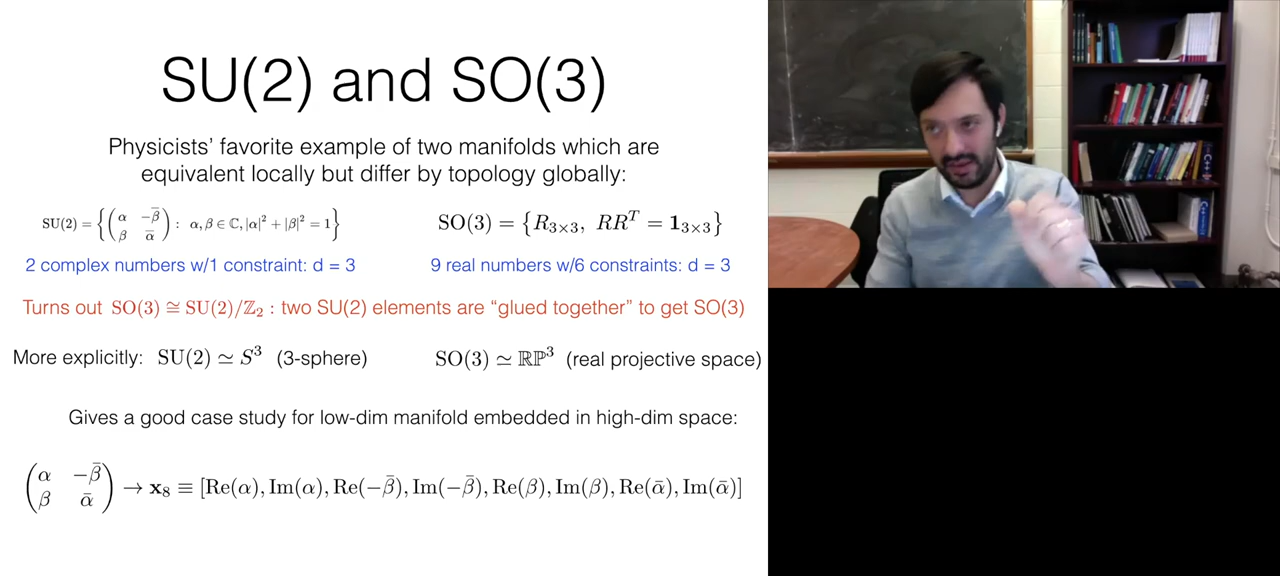 SU(2) and SO(3)
Physicists' favorite example of two manifolds which are
equivalent locally but differ by topology globally:
SU(2) = {(α −β̄ / β ᾱ) : α, β ∈ ℂ, |α|² + |β|² = 1}
SO(3) = {R₃ₓ₃, RRᵀ = 𝟏₃ₓ₃}
2 complex numbers w/1 constraint: d = 3
9 real numbers w/6 constraints: d = 3
Turns out SO(3) ≅ SU(2)/ℤ₂ : two SU(2) elements are “glued together” to get SO(3)
More explicitly: SU(2) ≃ S³ (3-sphere)
SO(3) ≃ ℝℙ³ (real projective space)
Gives a good case study for low-dim manifold embedded in high-dim space:
(α −β̄ / β ᾱ) → x₈ ≡ [Re(α), Im(α), Re(−β̄), Im(−β̄), Re(β), Im(β), Re(ᾱ), Im(ᾱ)]
C++